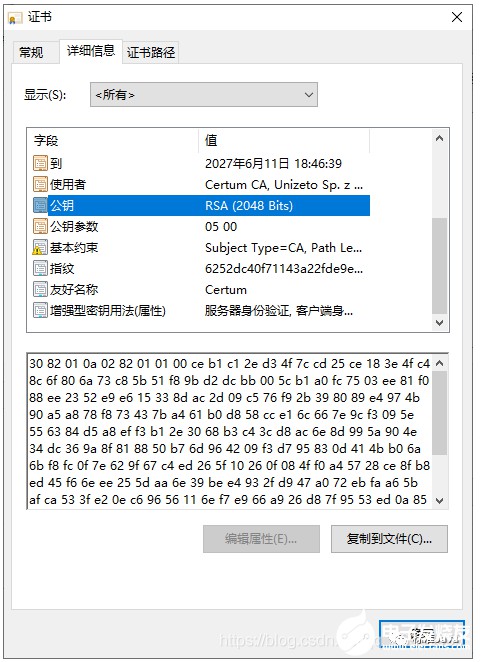 证书
常规 详细信息 证书路径
显示(S): <所有>
字段 值
到 2027年6月11日 18:46:39
使用者 Certum CA, Unizeto Sp. z ...
公钥 RSA (2048 Bits)
公钥参数 05 00
基本约束 Subject Type=CA, Path Le...
指纹 6252dc40f71143a22fde9e...
友好名称 Certum
增强型密钥用法(属性) 服务器身份验证, 客户端身...
30 82 01 0a 02 82 01 01 00 ce b1 c1 2e d3 4f 7c cd 25 ce 18 3e 4f c4
8c 6f 80 6a 73 c8 5b 51 f9 9b d2 dc bb 00 5c b1 a0 fc 75 03 ee 81 f0
88 ee 23 52 e9 e6 15 33 8d ac 2d 09 c5 76 f9 2b 39 80 89 e4 97 4b
90 a5 a8 78 f8 73 43 7b a4 61 b0 d8 58 cc e1 6c 66 7e 9c f3 09 5e
55 63 84 d5 a8 ef f3 b1 2e 30 68 b3 c4 3c d8 ac 6e 8d 99 5a 90 4e
34 dc 36 9a 8f 81 88 50 b7 6d 96 42 09 f3 d7 95 83 0d 41 4b b0 6a
6b f8 fc 0f 7e 62 9f 67 c4 ed 26 5f 10 26 0f 08 4f f0 a4 57 28 ce 8f b8
ed 45 f6 6e ee 25 5d aa 6e 39 be e4 93 2f d9 47 a0 72 eb fa a6 5b
af ca 53 3f e2 0e c6 96 56 11 6e f7 e9 66 a9 26 d8 7f 95 53 ed 0a 85
编辑属性(E)... 复制到文件(C)...
https://blog.csdn